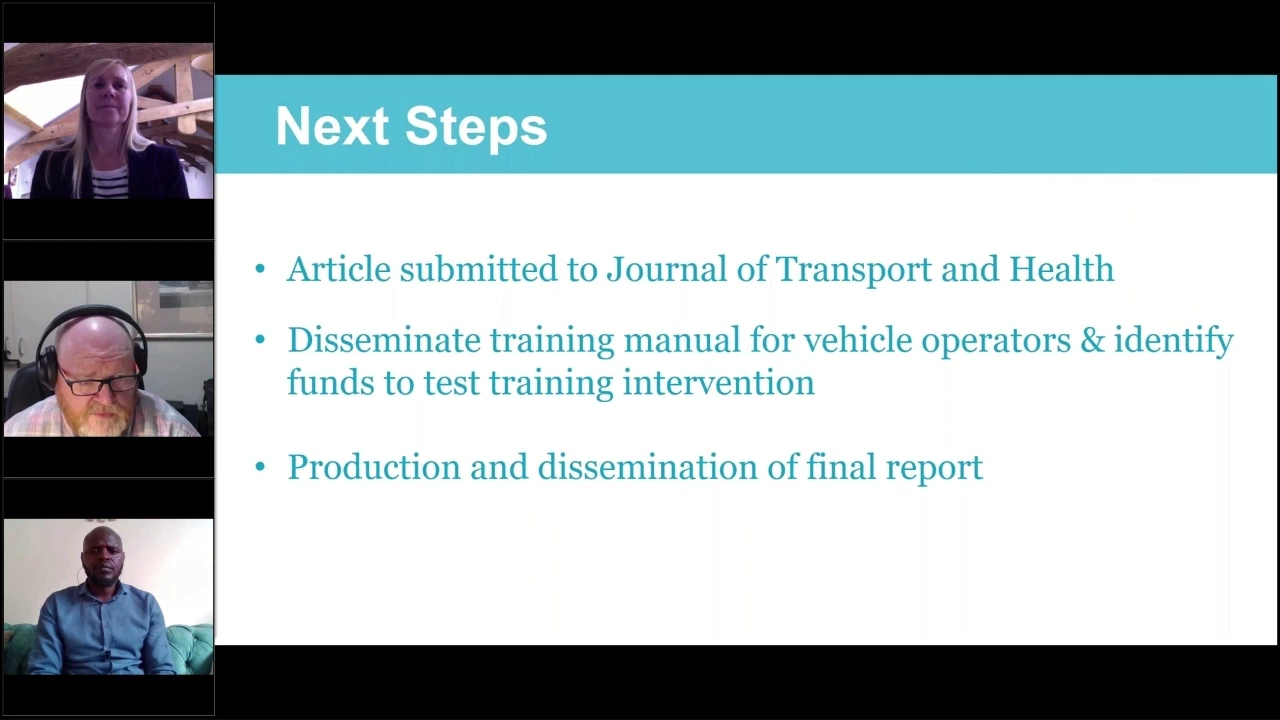 Next Steps
• Article submitted to Journal of Transport and Health
• Disseminate training manual for vehicle operators & identify
funds to test training intervention
• Production and dissemination of final report